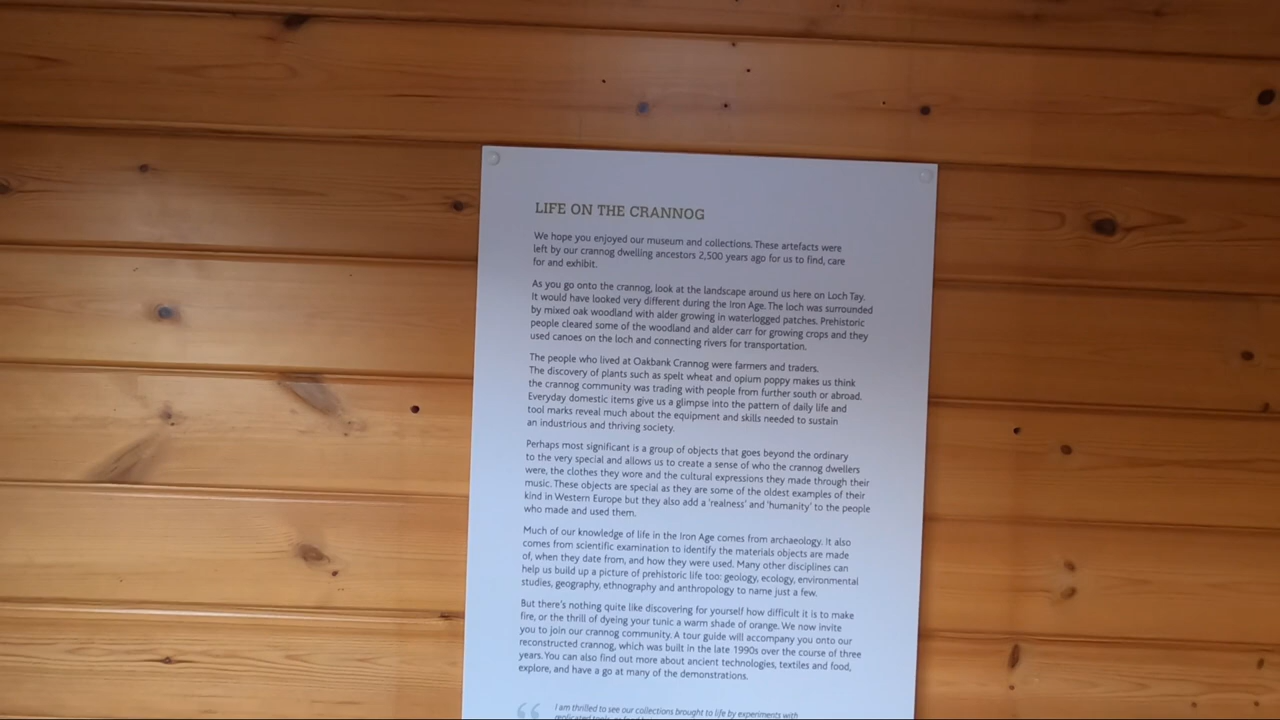 LIFE ON THE CRANNOG
We hope you enjoyed our museum and collections. These artefacts were
left by our crannog dwelling ancestors 2,500 years ago for us to find, care
for and exhibit.
As you go onto the crannog, look at the landscape around us here on Loch Tay.
It would have looked very different during the Iron Age. The loch was surrounded
by mixed oak woodland with alder growing in waterlogged patches. Prehistoric
people cleared some of the woodland and alder carr for growing crops and they
used canoes on the loch and connecting rivers for transportation.
The people who lived at Oakbank Crannog were farmers and traders.
The discovery of plants such as spelt wheat and opium poppy makes us think
the crannog community was trading with people from further south or abroad.
Everyday domestic items give us a glimpse into the pattern of daily life and
tool marks reveal much about the equipment and skills needed to sustain
an industrious and thriving society.
Perhaps most significant is a group of objects that goes beyond the ordinary
to the very special and allows us to create a sense of who the crannog dwellers
were, the clothes they wore and the cultural expressions they made through their
music. These objects are special as they are some of the oldest examples of their
kind in Western Europe but they also add a 'realness' and 'humanity' to the people
who made and used them.
Much of our knowledge of life in the Iron Age comes from archaeology. It also
comes from scientific examination to identify the materials objects are made
of, when they date from, and how they were used. Many other disciplines can
help us build up a picture of prehistoric life too: geology, ecology, environmental
studies, geography, ethnography and anthropology to name just a few.
But there's nothing quite like discovering for yourself how difficult it is to make
fire, or the thrill of dyeing your tunic a warm shade of orange. We now invite
you to join our crannog community. A tour guide will accompany you onto our
reconstructed crannog, which was built in the late 1990s over the course of three
years. You can also find out more about ancient technologies, textiles and food,
explore, and have a go at many of the demonstrations.
“ I am thrilled to see our collections brought to life by experiments with